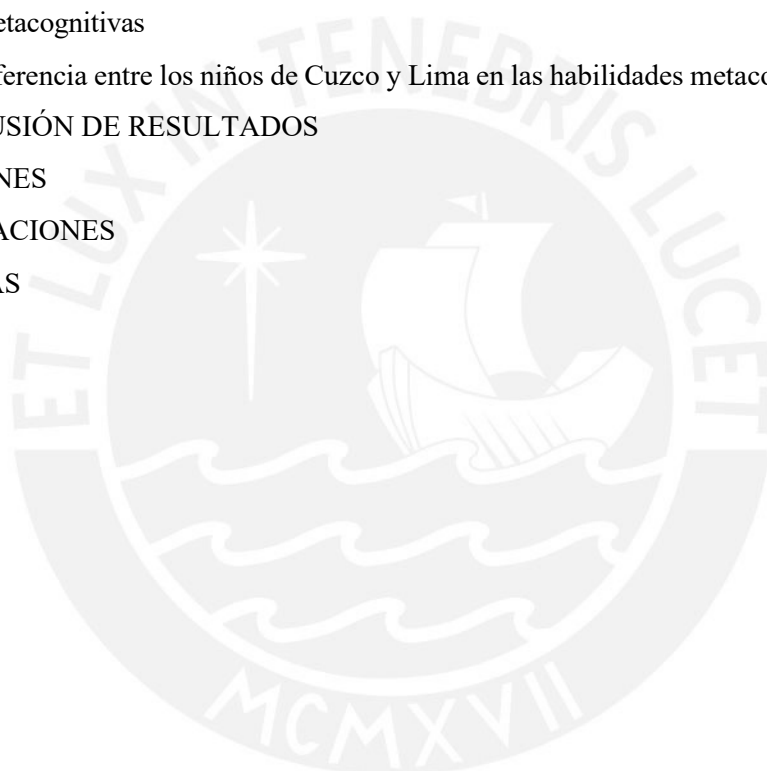 etacognitivas
ferencia entre los niños de Cuzco y Lima en las habilidades metaco
USIÓN DE RESULTADOS
NES
ACIONES
AS
ET LUX IN TENEBRIS LUCET
MCMXVII